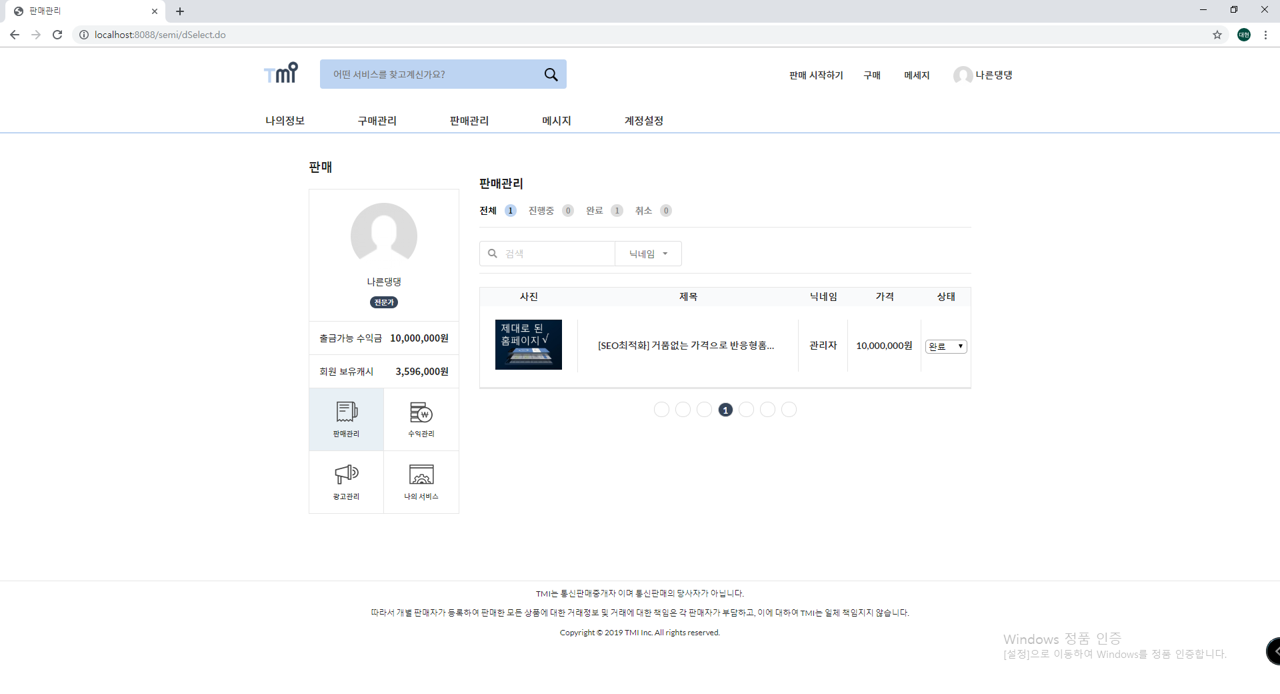 판매관리
localhost:8088/semi/dSelect.do
대헌
TMI
어떤 서비스를 찾고계신가요?
판매 시작하기 구매 메세지 나른댕댕
나의정보 구매관리 판매관리 메시지 계정설정
판매
나른댕댕
전문가
출금가능 수익금 10,000,000원
회원 보유캐시 3,596,000원
판매관리 수익관리
광고관리 나의 서비스
판매관리
전체 1 진행중 0 완료 1 취소 0
검색 닉네임
사진 제목 닉네임 가격 상태
제대로 된
홈페이지√
[SEO최적화] 거품없는 가격으로 반응형홈... 관리자 10,000,000원 완료
1
TMI는 통신판매중개자 이며 통신판매의 당사자가 아닙니다.
따라서 개별 판매자가 등록하여 판매한 모든 상품에 대한 거래정보 및 거래에 대한 책임은 각 판매자가 부담하고, 이에 대하여 TMI는 일체 책임지지 않습니다.
Copyright © 2019 TMI Inc. All rights reserved.
Windows 정품 인증
[설정]으로 이동하여 Windows를 정품 인증합니다.